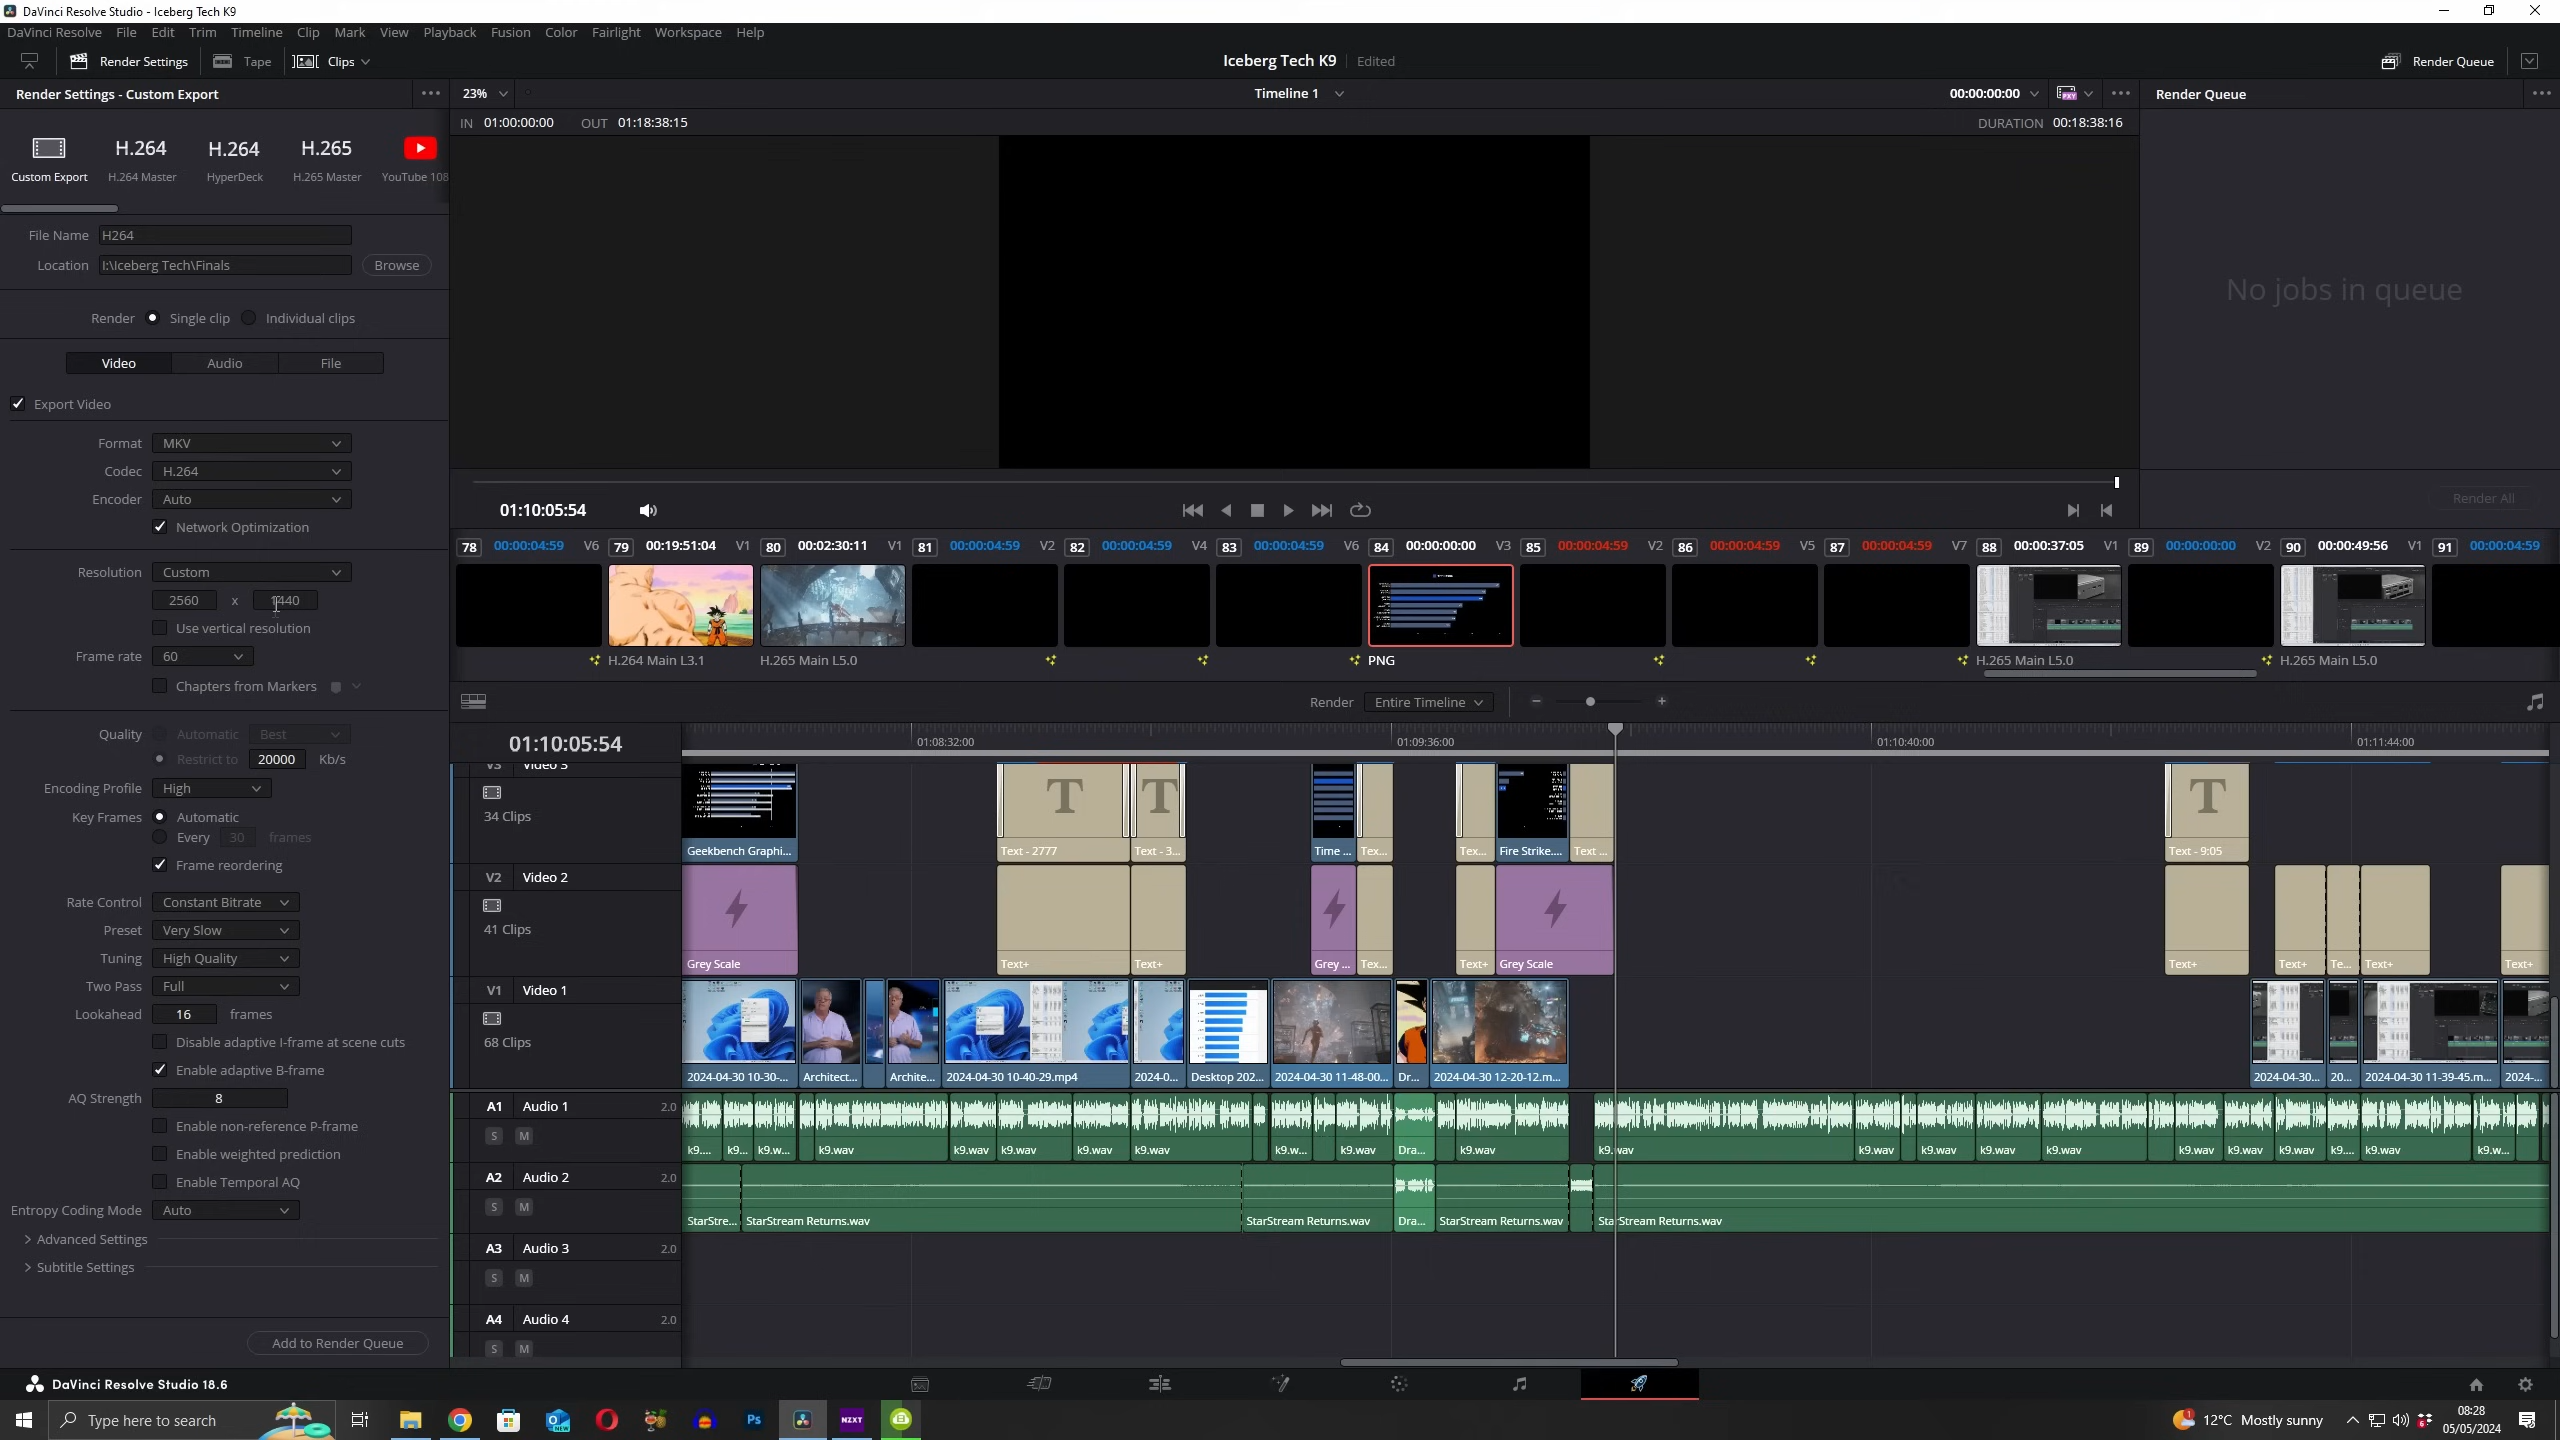 DaVinci Resolve Studio - Iceberg Tech K9
DaVinci Resolve File Edit Trim Timeline Clip Mark View Playback Fusion Color Fairlight Workspace Help
Render Settings Tape Clips Iceberg Tech K9 Edited Render Queue
Render Settings - Custom Export 23% Timeline 1 00:00:00:00 Render Queue
IN 01:00:00:00 OUT 01:18:38:15 DURATION 00:18:38:16
H.264 H.264 H.265
Custom Export H.264 Master HyperDeck H.265 Master YouTube 108
File Name H264
Location I:\Iceberg Tech\Finals Browse
No jobs in queue
Render Single clip Individual clips
Video Audio File
Export Video
Format MKV
Codec H.264
Encoder Auto
Render All
01:10:05:54
Network Optimization
78 00:00:04:59 V6 79 00:19:51:04 V1 80 00:02:30:11 V1 81 00:00:04:59 V2 82 00:00:04:59 V4 83 00:00:04:59 V6 84 00:00:00:00 V3 85 00:00:04:59 V2 86 00:00:04:59 V5 87 00:00:04:59 V7 88 00:00:37:05 V1 89 00:00:00:00 V2 90 00:00:49:56 V1 91 00:00:04:59
Resolution Custom
2560 x 1440
Use vertical resolution
Frame rate 60
H.264 Main L3.1 H.265 Main L5.0 PNG H.265 Main L5.0 H.265 Main L5.0
Chapters from Markers
Render Entire Timeline
Quality Automatic Best
Restrict to 20000 Kb/s
01:10:05:54 01:08:32:00 01:09:36:00 01:10:40:00 01:11:44:00
V3 Video 3
Encoding Profile High
Key Frames Automatic
34 Clips
Every 30 frames
Geekbench Graphi... Text - 2777 Text - 3... Time ... Tex... Tex... Fire Strike.... Text ... Text - 9:05
Frame reordering
V2 Video 2
Rate Control Constant Bitrate
Preset Very Slow
41 Clips
Tuning High Quality
Grey Scale Text+ Text+ Grey ... Tex... Text+ Grey Scale Text+ Text+ Te... Text+ Text+
Two Pass Full
V1 Video 1
Lookahead 16 frames
Disable adaptive I-frame at scene cuts
68 Clips
Enable adaptive B-frame
2024-04-30 10-30-... Architect... Archite... 2024-04-30 10-40-29.mp4 2024-0... Desktop 202... 2024-04-30 11-48-00... Dr... 2024-04-30 12-20-12.m... 2024-04-30... 20... 2024-04-30 11-39-45.m... 2024-...
AQ Strength 8
A1 Audio 1 2.0
Enable non-reference P-frame
S M
Enable weighted prediction
k9.... k9... k9.w... k9.wav k9.wav k9.wav k9.wav k9.wav k9.w... k9.wav Dra... k9.wav k9.wav k9.wav k9.wav k9.wav k9.wav k9.wav k9.wav k9.wav k9.... k9.wav k9.w...
A2 Audio 2 2.0
Enable Temporal AQ
S M
Entropy Coding Mode Auto
StarStre... StarStream Returns.wav StarStream Returns.wav Dra... StarStream Returns.wav StarStream Returns.wav
Advanced Settings
A3 Audio 3 2.0
Subtitle Settings
S M
A4 Audio 4 2.0
Add to Render Queue
S M
DaVinci Resolve Studio 18.6
Type here to search
NEW
Ps
NZXT
1
12°C Mostly sunny
08:28
05/05/2024